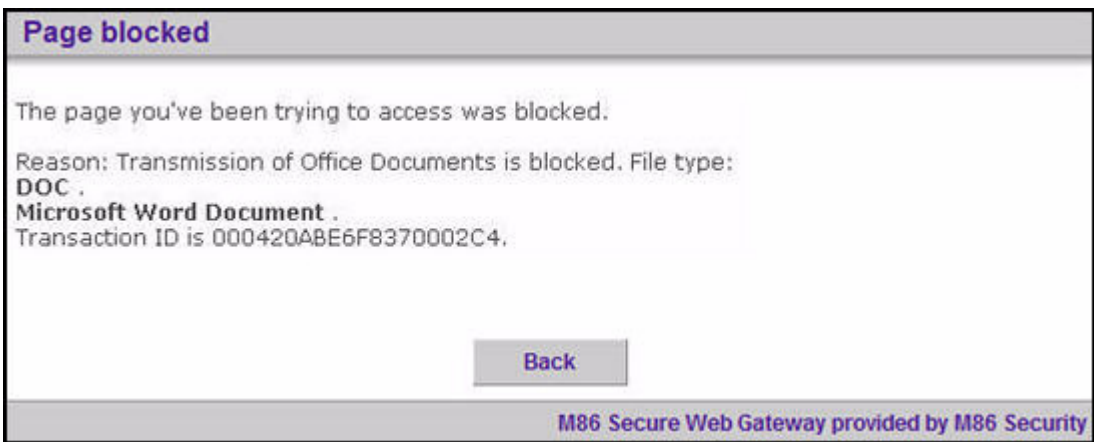 Page blocked
The page you've been trying to access was blocked.
Reason: Transmission of Office Documents is blocked. File type:
DOC .
Microsoft Word Document .
Transaction ID is 000420ABE6F8370002C4.
Back
M86 Secure Web Gateway provided by M86 Security